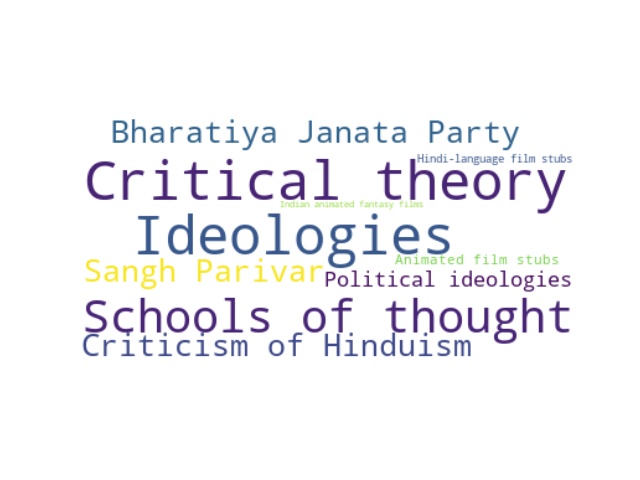 Bharatiya Janata Party
Hindi-language film stubs
Critical theory
Indian animated fantasy films
Ideologies
Animated film stubs
Sangh Parivar
Political ideologies
Schools of thought
Criticism of Hinduism